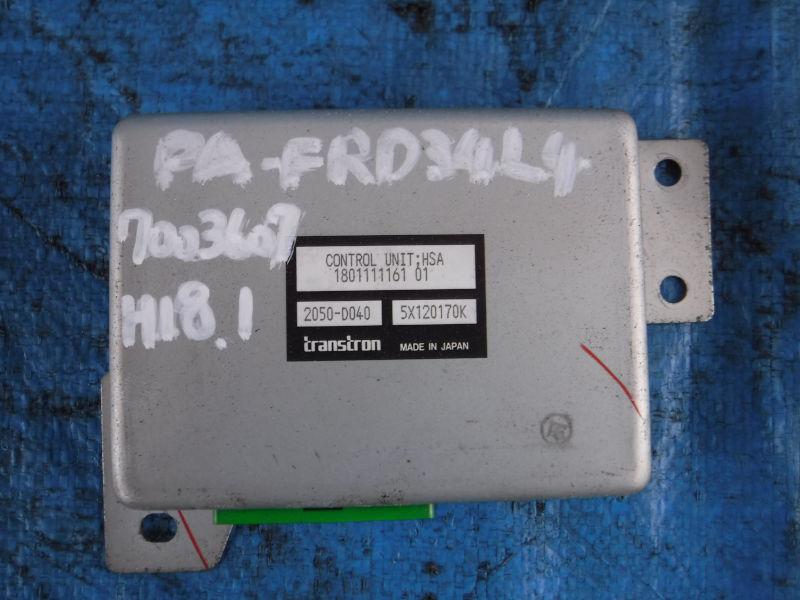 PA-FRD34L4
7003607
H18.1
CONTROL UNIT;HSA
1801111161 01
2050-D040 5X120170K
transtron MADE IN JAPAN